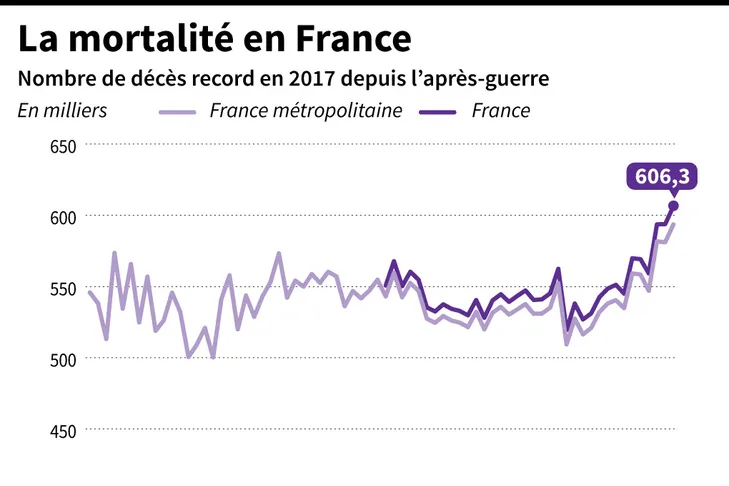 La mortalité en France
Nombre de décès record en 2017 depuis l’après-guerre
En milliers France métropolitaine France
650
606,3
600
550
500
450